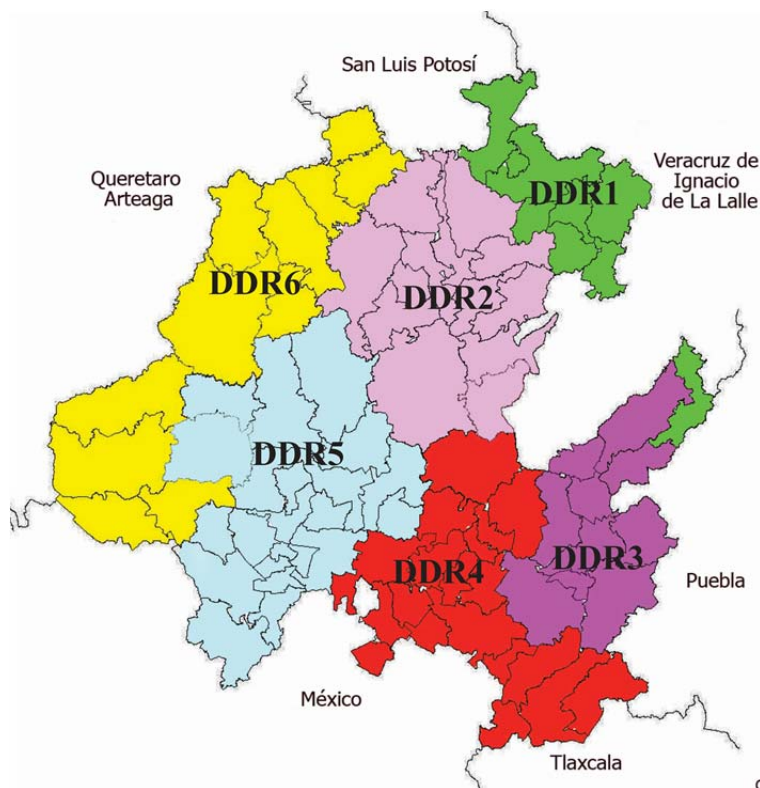 San Luis Potosí
Queretaro
Arteaga
Veracruz de
Ignacio
de La Lalle
DDR1
DDR6
DDR2
DDR5
DDR4
DDR3
Puebla
México
Tlaxcala